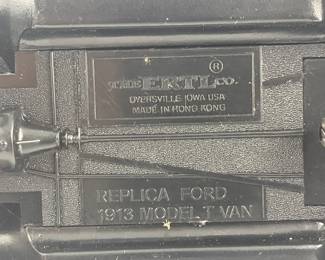 THE ERTL CO. ®
DYERSVILLE IOWA USA
MADE IN HONG KONG
REPLICA FORD
1913 MODEL T VAN